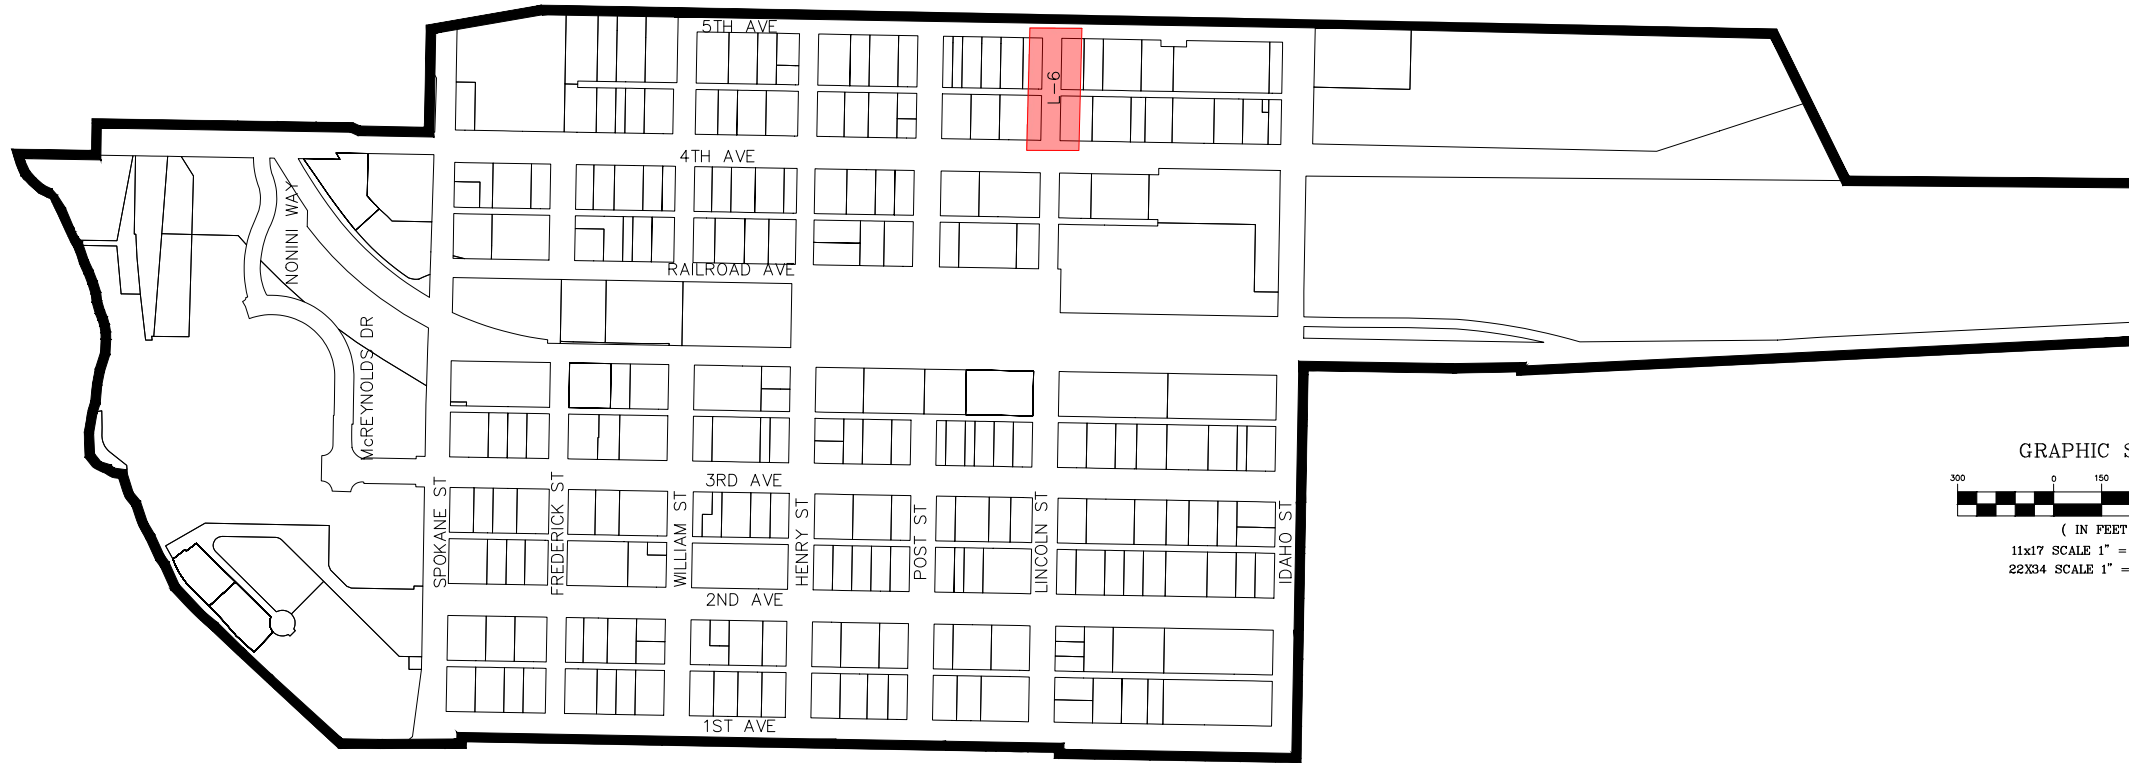 5TH AVE
L-6
4TH AVE
NONINI WAY
RAILROAD AVE
McREYNOLDS DR
GRAPHIC S
3RD AVE
300 0 150
SPOKANE ST
FREDERICK ST
WILLIAM ST
HENRY ST
POST ST
LINCOLN ST
IDAHO ST
( IN FEET
11x17 SCALE 1" =
22X34 SCALE 1" =
2ND AVE
1ST AVE